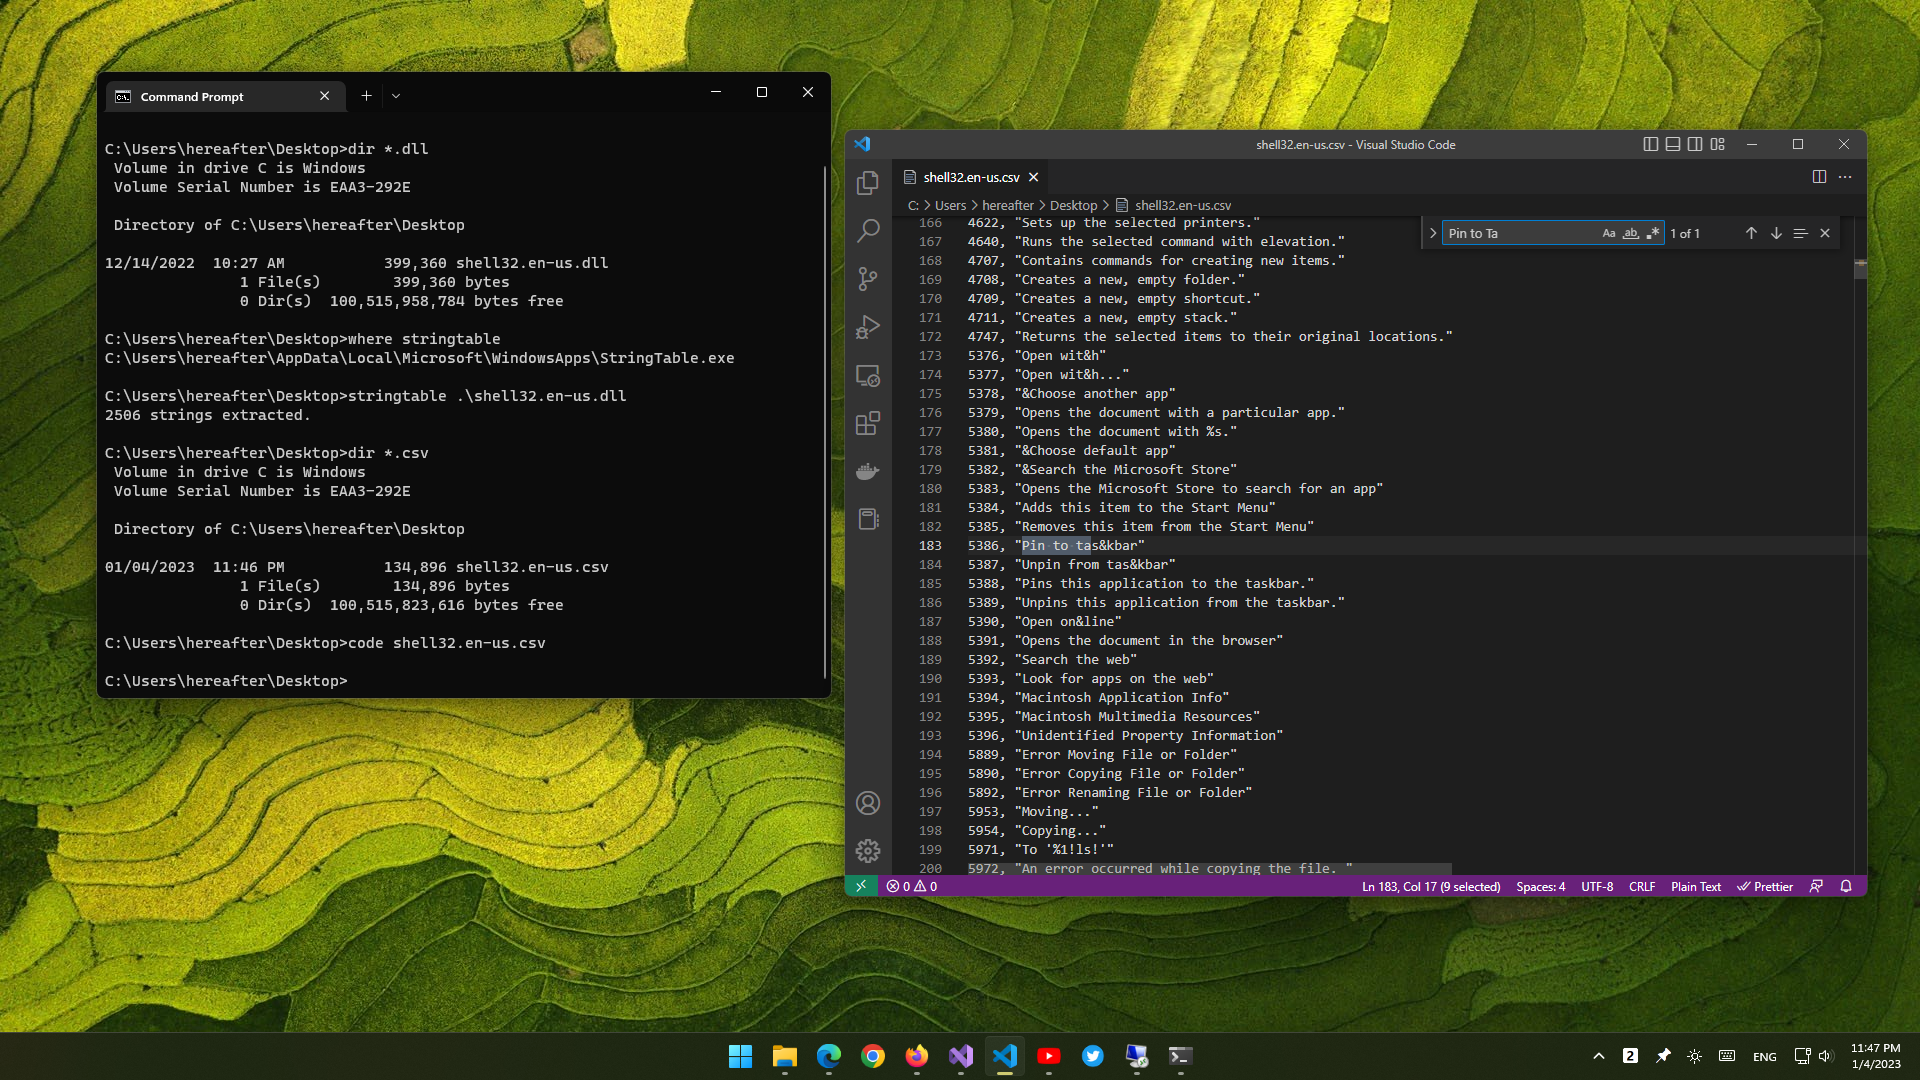 Command Prompt
C:\Users\hereafter\Desktop>dir *.dll
Volume in drive C is Windows
Volume Serial Number is EAA3-292E
Directory of C:\Users\hereafter\Desktop
12/14/2022  10:27 AM             399,360 shell32.en-us.dll
1 File(s)        399,360 bytes
0 Dir(s)  100,515,958,784 bytes free
C:\Users\hereafter\Desktop>where stringtable
C:\Users\hereafter\AppData\Local\Microsoft\WindowsApps\StringTable.exe
C:\Users\hereafter\Desktop>stringtable .\shell32.en-us.dll
2506 strings extracted.
C:\Users\hereafter\Desktop>dir *.csv
Volume in drive C is Windows
Volume Serial Number is EAA3-292E
Directory of C:\Users\hereafter\Desktop
01/04/2023  11:46 PM             134,896 shell32.en-us.csv
1 File(s)        134,896 bytes
0 Dir(s)  100,515,823,616 bytes free
C:\Users\hereafter\Desktop>code shell32.en-us.csv
C:\Users\hereafter\Desktop>
shell32.en-us.csv - Visual Studio Code
shell32.en-us.csv
C: > Users > hereafter > Desktop > shell32.en-us.csv
Pin to Ta Aa ab .* 1 of 1
166 4622, "Sets up the selected printers."
167 4640, "Runs the selected command with elevation."
168 4707, "Contains commands for creating new items."
169 4708, "Creates a new, empty folder."
170 4709, "Creates a new, empty shortcut."
171 4711, "Creates a new, empty stack."
172 4747, "Returns the selected items to their original locations."
173 5376, "Open wit&h"
174 5377, "Open wit&h..."
175 5378, "&Choose another app"
176 5379, "Opens the document with a particular app."
177 5380, "Opens the document with %s."
178 5381, "&Choose default app"
179 5382, "&Search the Microsoft Store"
180 5383, "Opens the Microsoft Store to search for an app"
181 5384, "Adds this item to the Start Menu"
182 5385, "Removes this item from the Start Menu"
183 5386, "Pin to tas&kbar"
184 5387, "Unpin from tas&kbar"
185 5388, "Pins this application to the taskbar."
186 5389, "Unpins this application from the taskbar."
187 5390, "Open on&line"
188 5391, "Opens the document in the browser"
189 5392, "Search the web"
190 5393, "Look for apps on the web"
191 5394, "Macintosh Application Info"
192 5395, "Macintosh Multimedia Resources"
193 5396, "Unidentified Property Information"
194 5889, "Error Moving File or Folder"
195 5890, "Error Copying File or Folder"
196 5892, "Error Renaming File or Folder"
197 5953, "Moving..."
198 5954, "Copying..."
199 5971, "To '%1!ls!'"
200 5972, "An error occurred while copying the file. "
0 0 Ln 183, Col 17 (9 selected) Spaces: 4 UTF-8 CRLF Plain Text Prettier
2 ENG 11:47 PM
1/4/2023